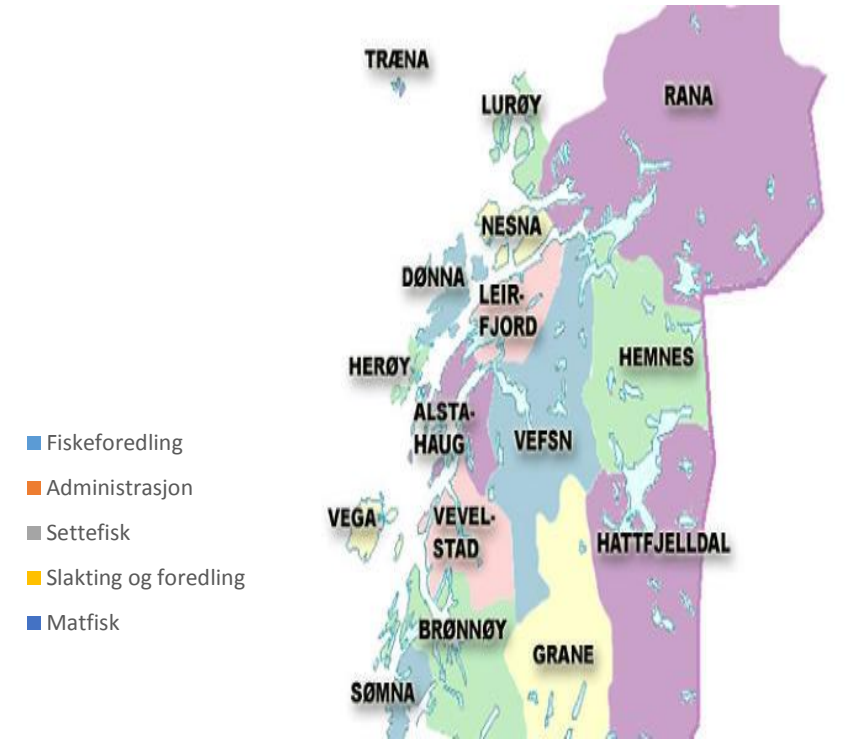 TRÆNA
RANA
LURØY
NESNA
DØNNA
LEIR-
FJORD
HERØY
HEMNES
ALSTA-
HAUG
VEFSN
Fiskeforedling
Administrasjon
Settefisk
Slakting og foredling
Matfisk
VEGA
VEVEL-
STAD
HATTFJELLDAL
BRØNNØY
GRANE
SØMNA